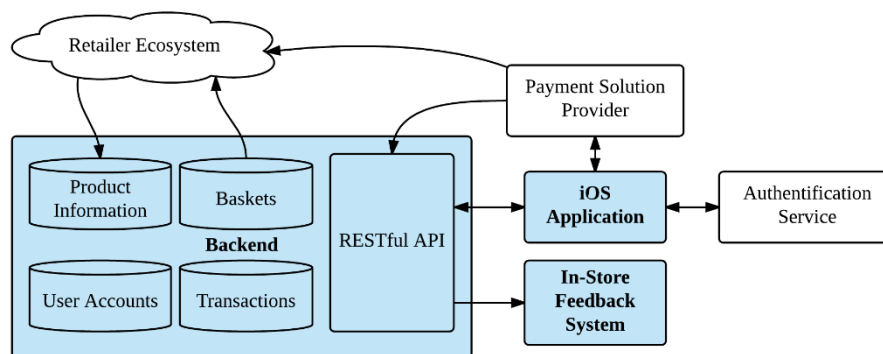 Retailer Ecosystem
Payment Solution
Provider
Product
Information
Baskets
Backend
User Accounts
Transactions
RESTful API
iOS
Application
Authentification
Service
In-Store
Feedback
System